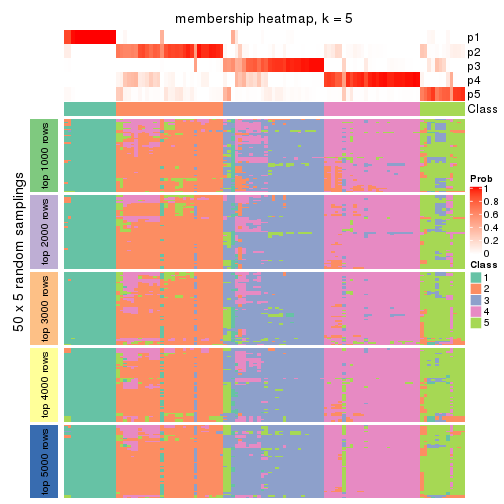 membership heatmap, k = 5
p1
p2
p3
p4
p5
Class
50 x 5 random samplings
top 1000 rows
top 2000 rows
top 3000 rows
top 4000 rows
top 5000 rows
Prob
1
0.8
0.6
0.4
0.2
0
Class
1
2
3
4
5